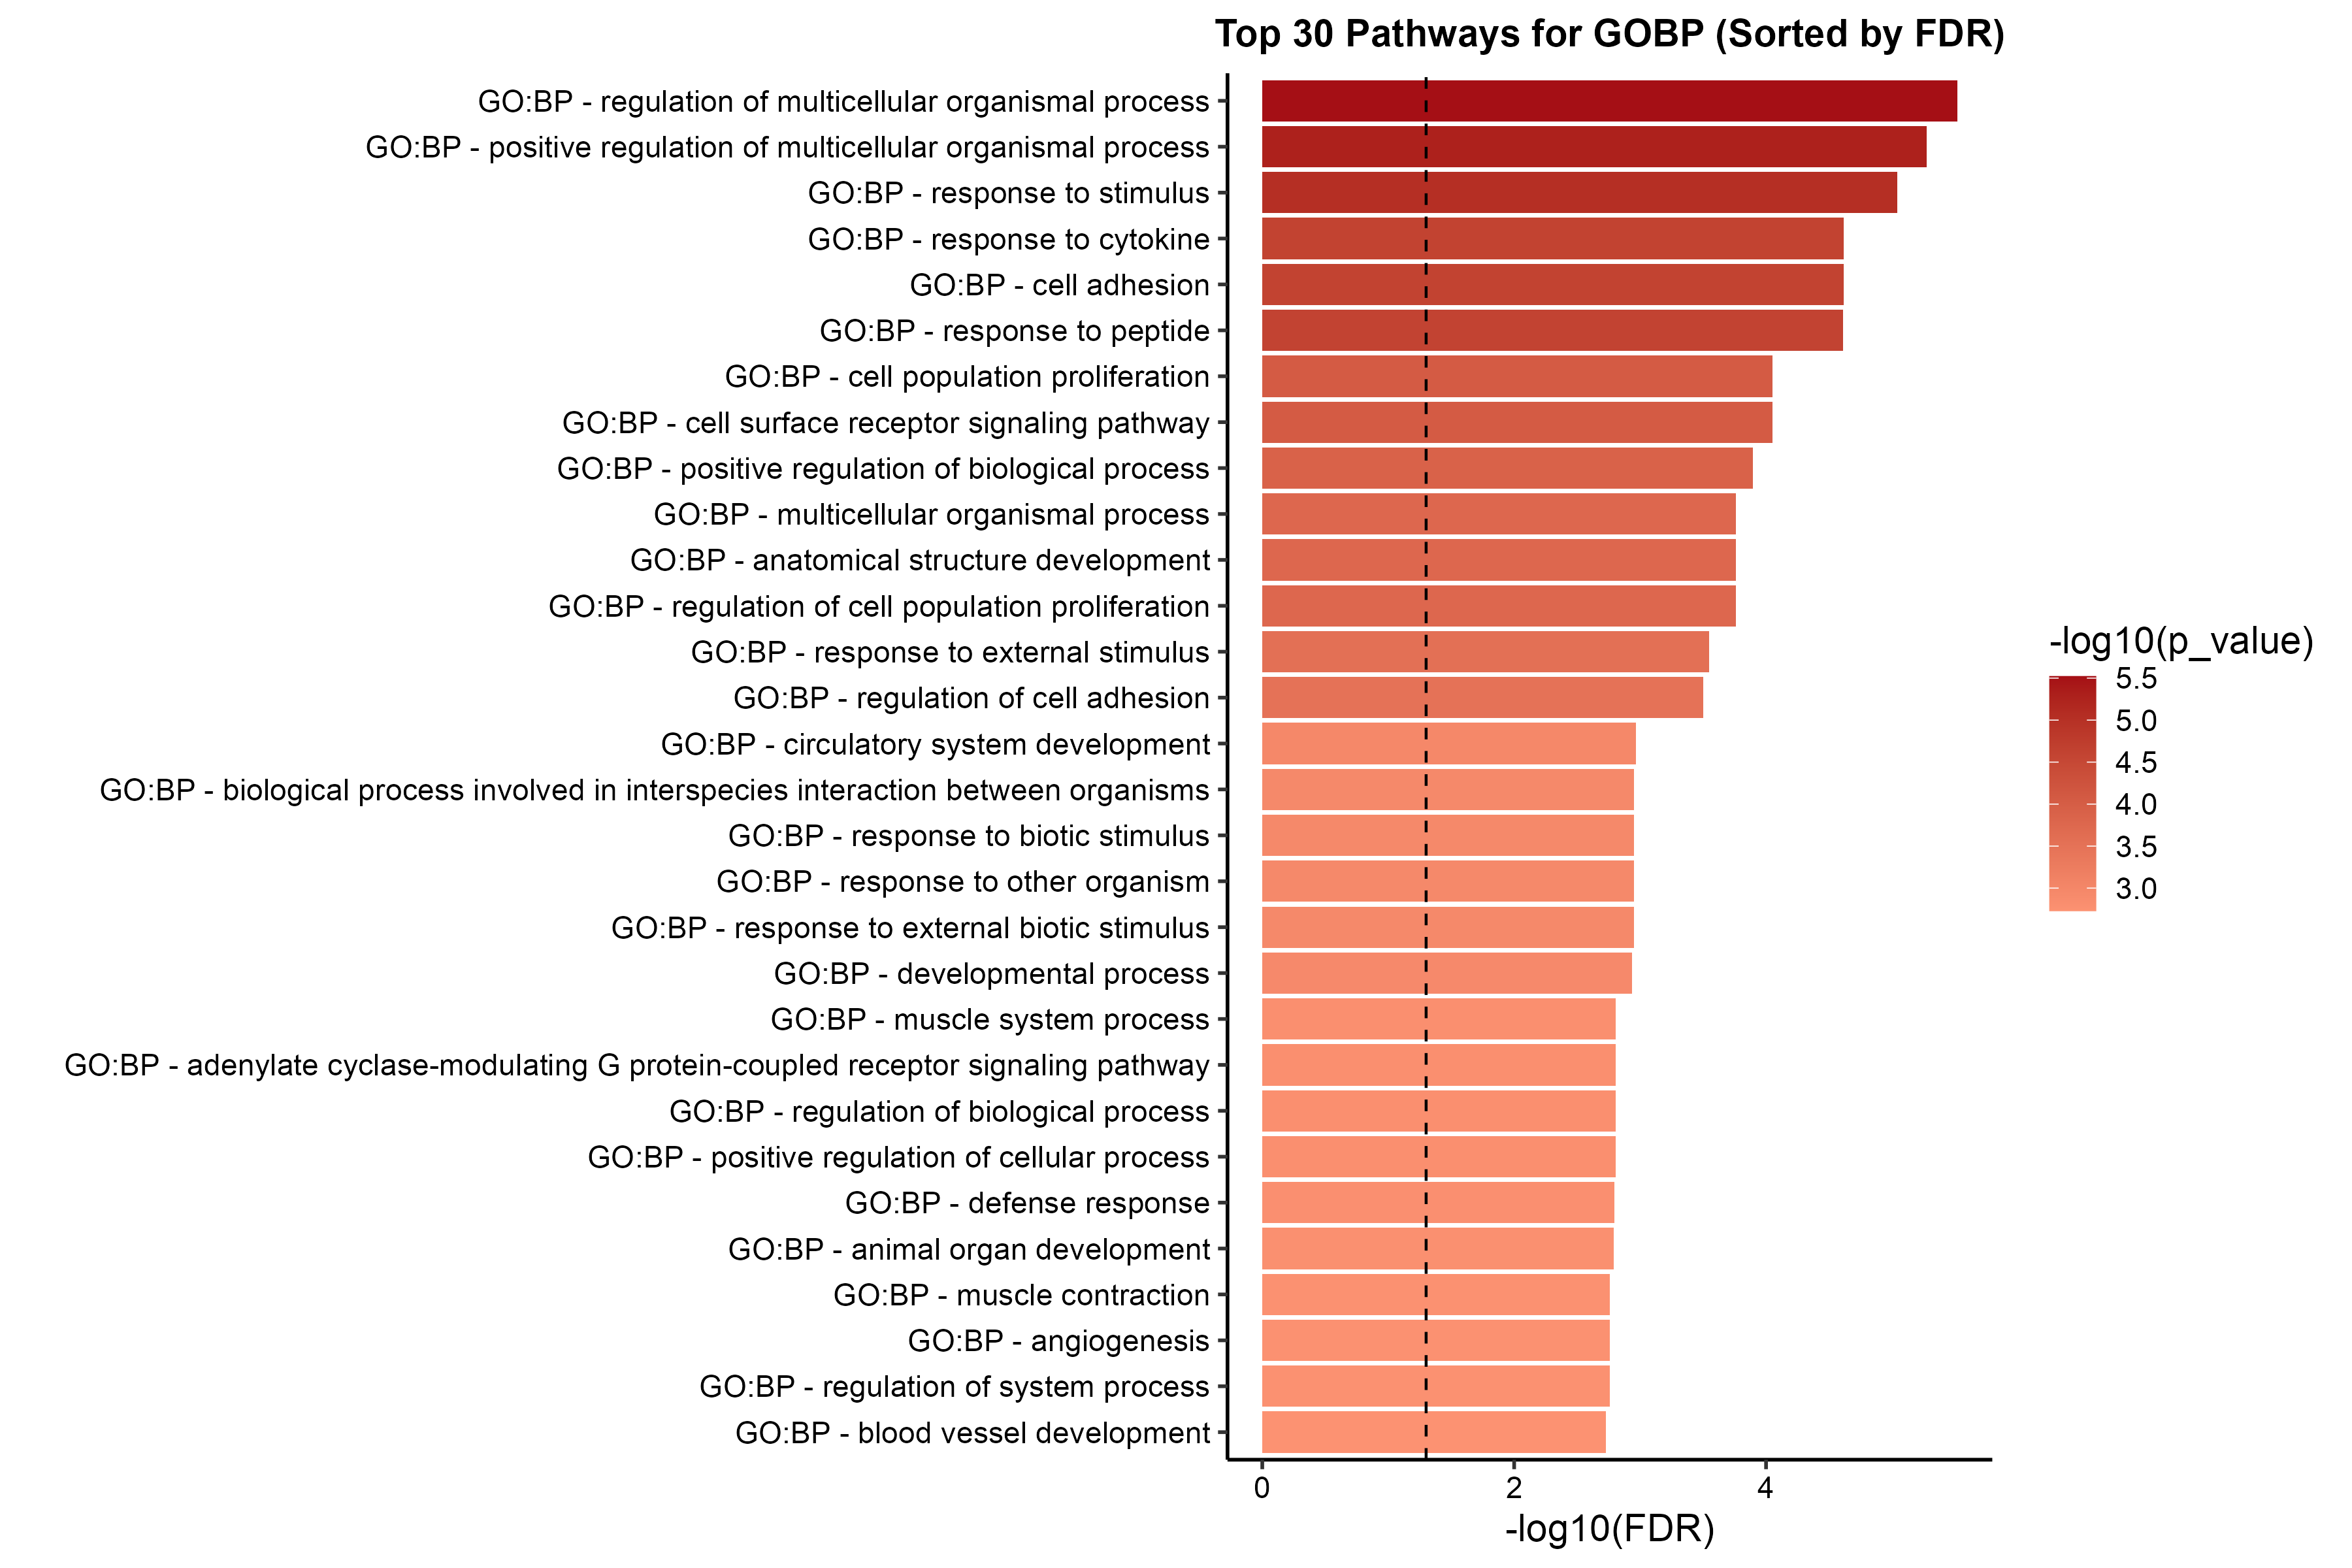 Top 30 Pathways for GOBP (Sorted by FDR)
GO:BP - regulation of multicellular organismal process
GO:BP - positive regulation of multicellular organismal process
GO:BP - response to stimulus
GO:BP - response to cytokine
GO:BP - cell adhesion
GO:BP - response to peptide
GO:BP - cell population proliferation
GO:BP - cell surface receptor signaling pathway
GO:BP - positive regulation of biological process
GO:BP - multicellular organismal process
GO:BP - anatomical structure development
GO:BP - regulation of cell population proliferation
GO:BP - response to external stimulus
GO:BP - regulation of cell adhesion
GO:BP - circulatory system development
GO:BP - biological process involved in interspecies interaction between organisms
GO:BP - response to biotic stimulus
GO:BP - response to other organism
GO:BP - response to external biotic stimulus
GO:BP - developmental process
GO:BP - muscle system process
GO:BP - adenylate cyclase-modulating G protein-coupled receptor signaling pathway
GO:BP - regulation of biological process
GO:BP - positive regulation of cellular process
GO:BP - defense response
GO:BP - animal organ development
GO:BP - muscle contraction
GO:BP - angiogenesis
GO:BP - regulation of system process
GO:BP - blood vessel development
0 2 4
-log10(FDR)
-log10(p_value)
5.5
5.0
4.5
4.0
3.5
3.0